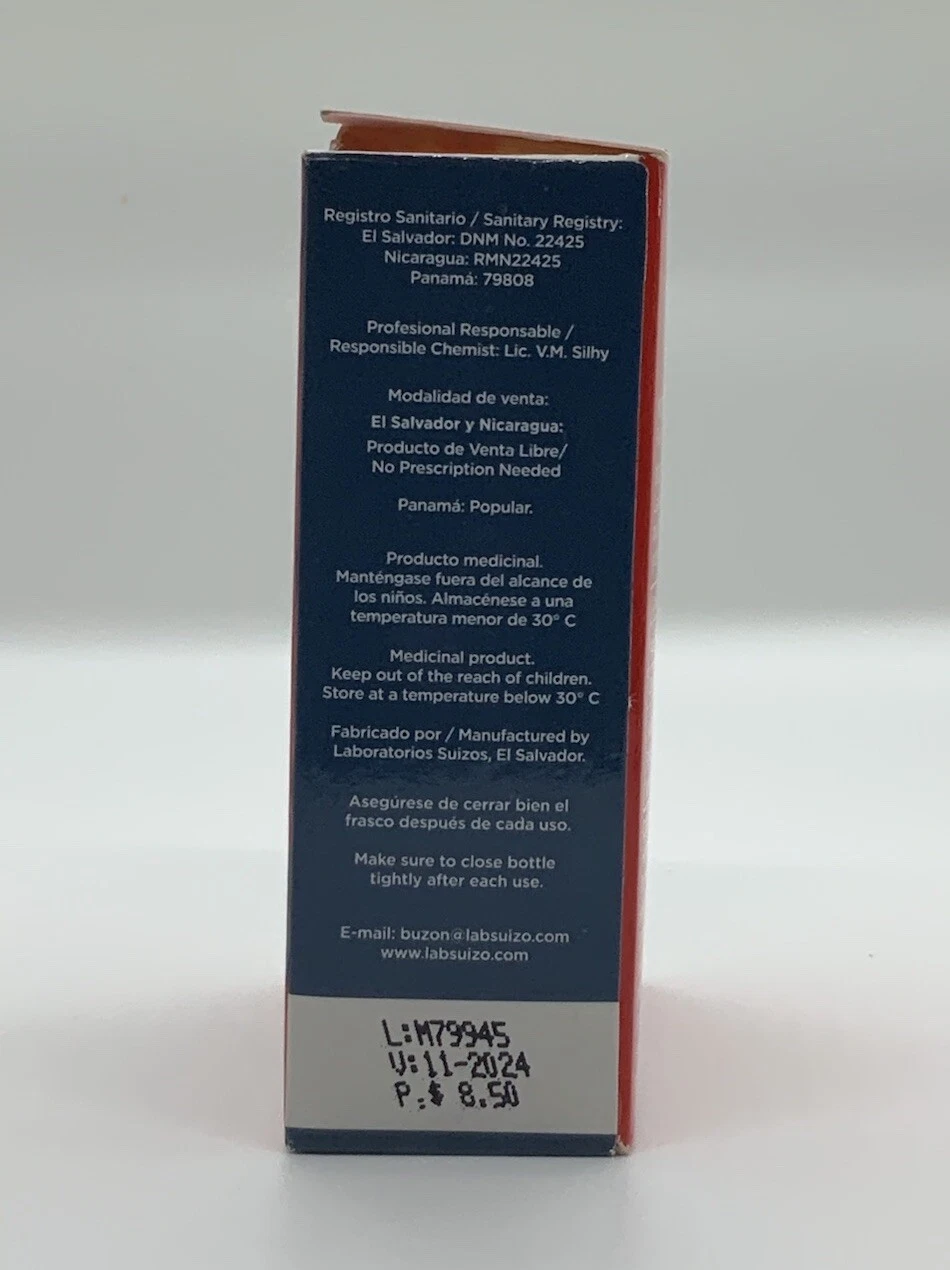 Registro Sanitario / Sanitary Registry:
El Salvador: DNM No. 22425
Nicaragua: RMN22425
Panamá: 79808
Profesional Responsable /
Responsible Chemist: Lic. V.M. Silhy
Modalidad de venta:
El Salvador y Nicaragua:
Producto de Venta Libre/
No Prescription Needed
Panamá: Popular.
Producto medicinal.
Manténgase fuera del alcance de
los niños. Almacénese a una
temperatura menor de 30° C
Medicinal product.
Keep out of the reach of children.
Store at a temperature below 30° C
Fabricado por / Manufactured by
Laboratorios Suizos, El Salvador.
Asegúrese de cerrar bien el
frasco después de cada uso.
Make sure to close bottle
tightly after each use.
E-mail: buzon@labsuizo.com
www.labsuizo.com
L:M79945
V:11-2024
P.:$ 8.50